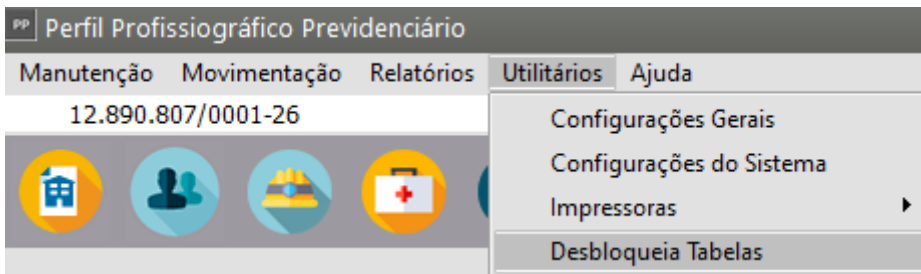 PP Perfil Profissiográfico Previdenciário
Manutenção Movimentação Relatórios Utilitários Ajuda
12.890.807/0001-26
Configurações Gerais
Configurações do Sistema
Impressoras
Desbloqueia Tabelas